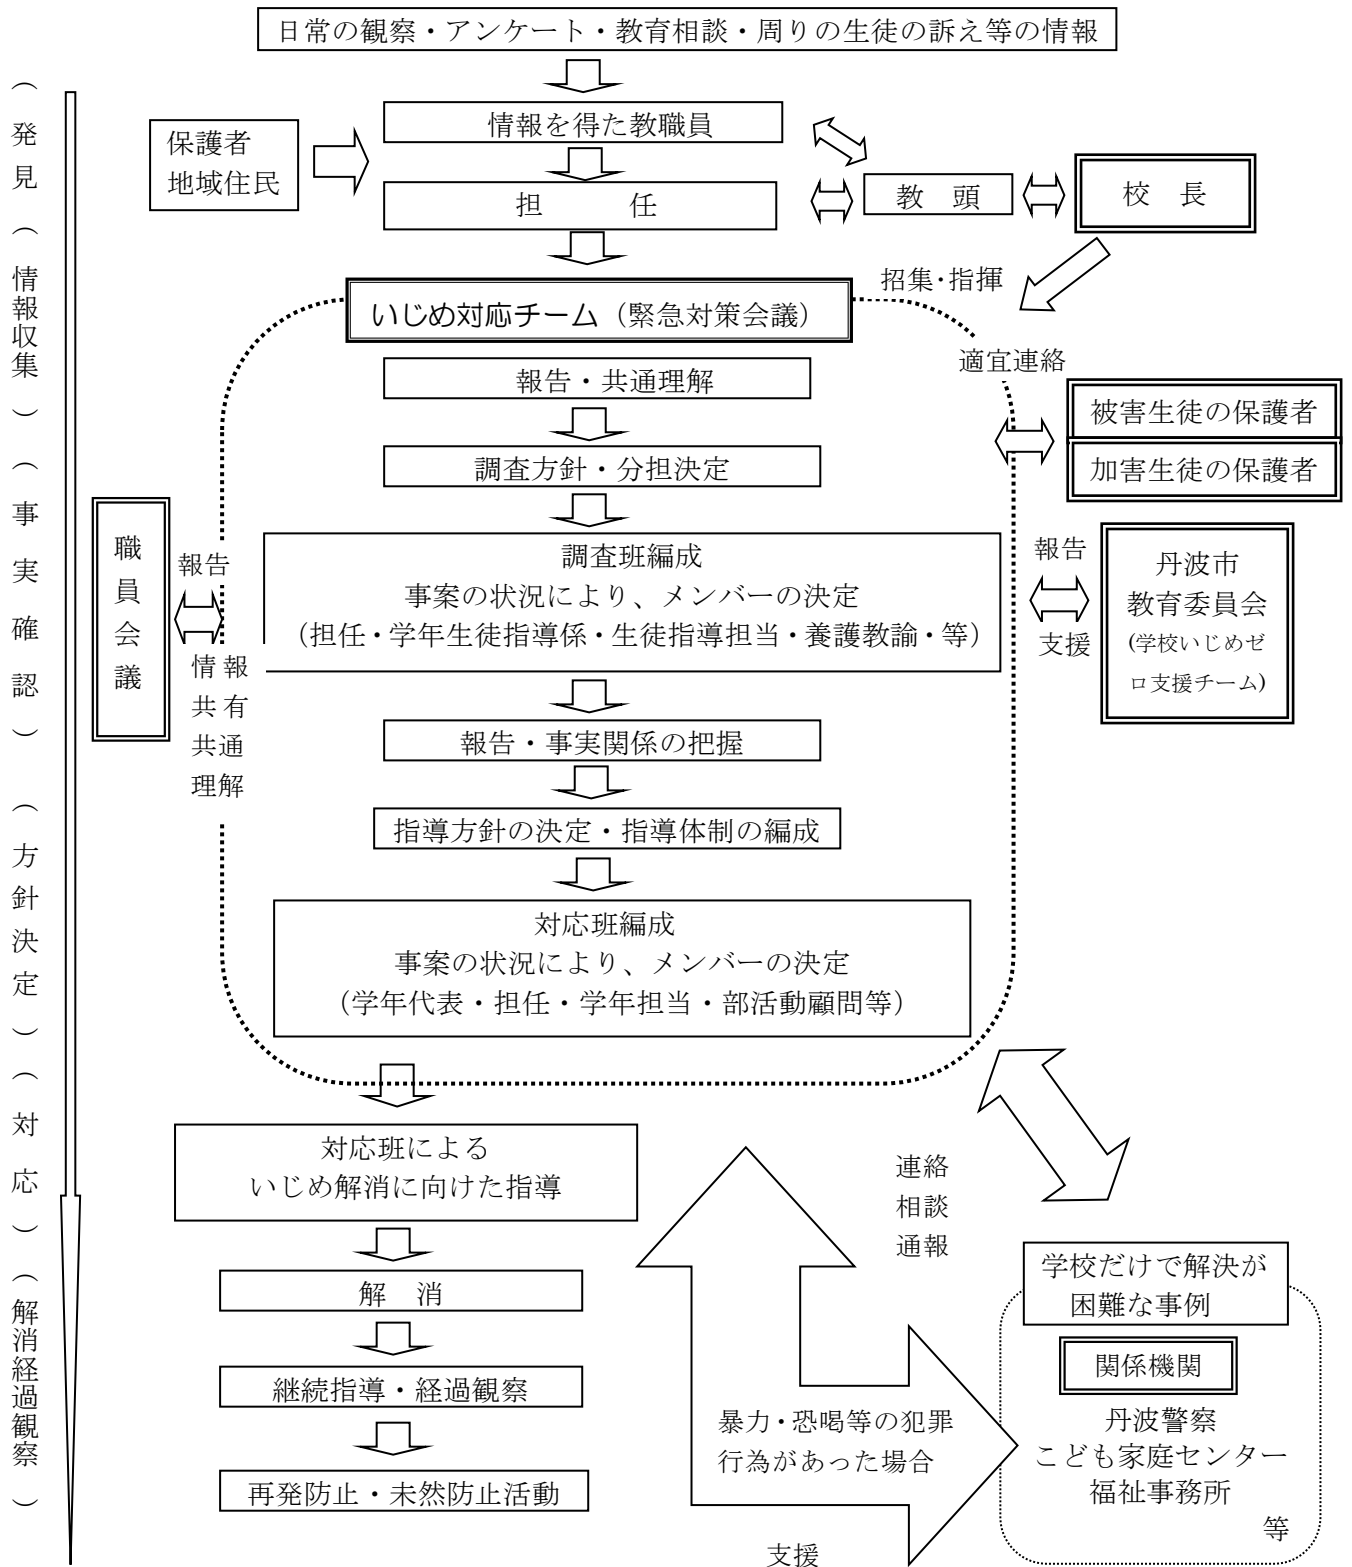 日常の観察・アンケート・教育相談・周りの生徒の訴え等の情報
情報を得た教職員
保護者
地域住民
担　任
教　頭
校　長
招集・指揮
いじめ対応チーム（緊急対策会議）
適宜連絡
報告・共通理解
被害生徒の保護者
加害生徒の保護者
調査方針・分担決定
職員会議
報告
情報
共有
共通
理解
調査班編成
事案の状況により、メンバーの決定
（担任・学年生徒指導係・生徒指導担当・養護教諭・等）
報告
支援
丹波市
教育委員会
(学校いじめゼ
ロ支援チーム)
報告・事実関係の把握
指導方針の決定・指導体制の編成
対応班編成
事案の状況により、メンバーの決定
（学年代表・担任・学年担当・部活動顧問等）
対応班による
いじめ解消に向けた指導
解　消
継続指導・経過観察
再発防止・未然防止活動
連絡
相談
通報
暴力・恐喝等の犯罪
行為があった場合
支援
学校だけで解決が
困難な事例
関係機関
丹波警察
こども家庭センター
福祉事務所
等
（発見（情報収集）（事実確認）（方針決定）（対応）（解消経過観察）